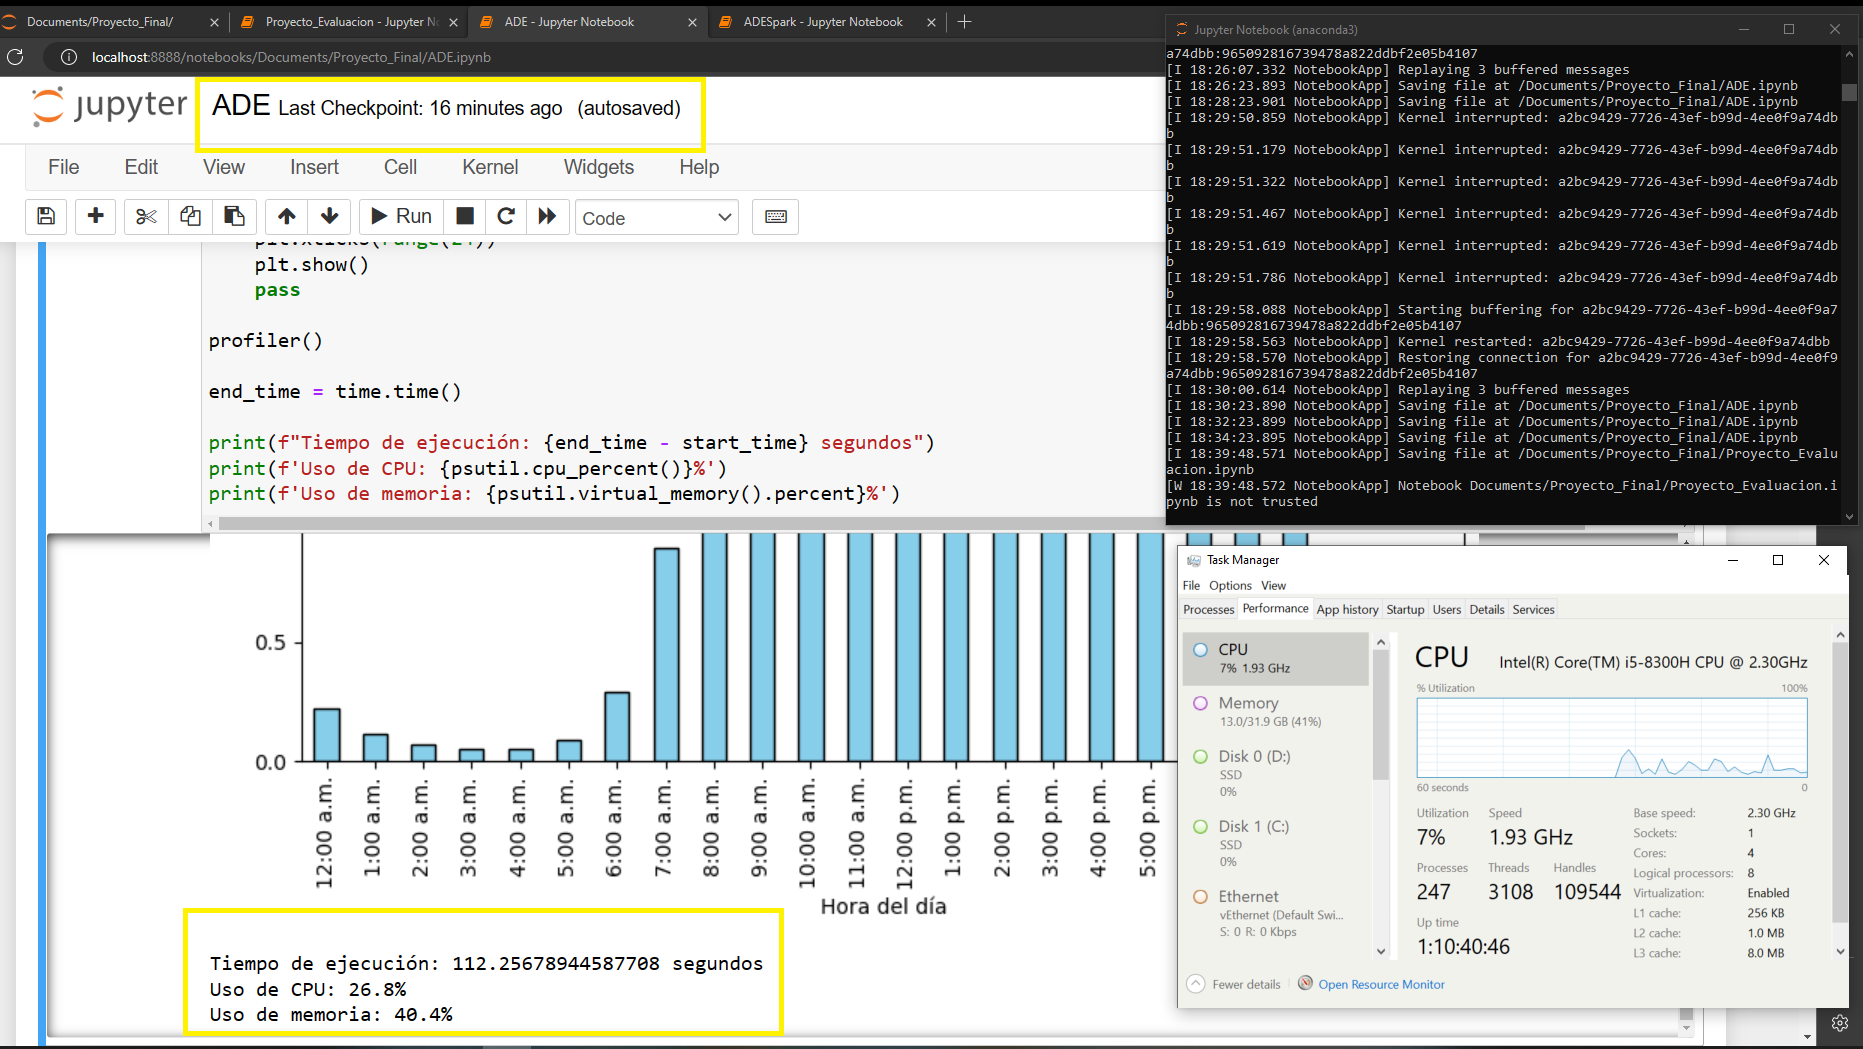 Documents/Proyecto_Final/
Proyecto_Evaluacion - Jupyter No
ADE - Jupyter Notebook
ADESpark - Jupyter Notebook
localhost:8888/notebooks/Documents/Proyecto_Final/ADE.ipynb
jupyter
ADE Last Checkpoint: 16 minutes ago (autosaved)
File Edit View Insert Cell Kernel Widgets Help
Run
Code
plt.xticks(range(24))
plt.show()
pass
profiler()
end_time = time.time()
print(f"Tiempo de ejecución: {end_time - start_time} segundos")
print(f'Uso de CPU: {psutil.cpu_percent()}%')
print(f'Uso de memoria: {psutil.virtual_memory().percent}%')
0.5
0.0
12:00 a.m.
1:00 a.m.
2:00 a.m.
3:00 a.m.
4:00 a.m.
5:00 a.m.
6:00 a.m.
7:00 a.m.
8:00 a.m.
9:00 a.m.
10:00 a.m.
11:00 a.m.
12:00 p.m.
1:00 p.m.
2:00 p.m.
3:00 p.m.
4:00 p.m.
5:00 p.m.
Hora del día
Tiempo de ejecución: 112.25678944587708 segundos
Uso de CPU: 26.8%
Uso de memoria: 40.4%
Jupyter Notebook (anaconda3)
a74dbb:965092816739478a822ddbf2e05b4107
[I 18:26:07.332 NotebookApp] Replaying 3 buffered messages
[I 18:26:23.893 NotebookApp] Saving file at /Documents/Proyecto_Final/ADE.ipynb
[I 18:28:23.901 NotebookApp] Saving file at /Documents/Proyecto_Final/ADE.ipynb
[I 18:29:50.859 NotebookApp] Kernel interrupted: a2bc9429-7726-43ef-b99d-4ee0f9a74db
b
[I 18:29:51.179 NotebookApp] Kernel interrupted: a2bc9429-7726-43ef-b99d-4ee0f9a74db
b
[I 18:29:51.322 NotebookApp] Kernel interrupted: a2bc9429-7726-43ef-b99d-4ee0f9a74db
b
[I 18:29:51.467 NotebookApp] Kernel interrupted: a2bc9429-7726-43ef-b99d-4ee0f9a74db
b
[I 18:29:51.619 NotebookApp] Kernel interrupted: a2bc9429-7726-43ef-b99d-4ee0f9a74db
b
[I 18:29:51.786 NotebookApp] Kernel interrupted: a2bc9429-7726-43ef-b99d-4ee0f9a74db
b
[I 18:29:58.088 NotebookApp] Starting buffering for a2bc9429-7726-43ef-b99d-4ee0f9a7
4dbb:965092816739478a822ddbf2e05b4107
[I 18:29:58.563 NotebookApp] Kernel restarted: a2bc9429-7726-43ef-b99d-4ee0f9a74dbb
[I 18:29:58.570 NotebookApp] Restoring connection for a2bc9429-7726-43ef-b99d-4ee0f9
a74dbb:965092816739478a822ddbf2e05b4107
[I 18:30:00.614 NotebookApp] Replaying 3 buffered messages
[I 18:30:23.890 NotebookApp] Saving file at /Documents/Proyecto_Final/ADE.ipynb
[I 18:32:23.899 NotebookApp] Saving file at /Documents/Proyecto_Final/ADE.ipynb
[I 18:34:23.895 NotebookApp] Saving file at /Documents/Proyecto_Final/ADE.ipynb
[I 18:39:48.571 NotebookApp] Saving file at /Documents/Proyecto_Final/Proyecto_Evalu
acion.ipynb
[W 18:39:48.572 NotebookApp] Notebook Documents/Proyecto_Final/Proyecto_Evaluacion.i
pynb is not trusted
Task Manager
File Options View
Processes Performance App history Startup Users Details Services
CPU
7% 1.93 GHz
Memory
13.0/31.9 GB (41%)
Disk 0 (D:)
SSD
0%
Disk 1 (C:)
SSD
0%
Ethernet
vEthernet (Default Swi...
S: 0 R: 0 Kbps
CPU Intel(R) Core(TM) i5-8300H CPU @ 2.30GHz
% Utilization 100%
60 seconds 0
Utilization Speed
7% 1.93 GHz
Processes Threads Handles
247 3108 109544
Up time
1:10:40:46
Base speed: 2.30 GHz
Sockets: 1
Cores: 4
Logical processors: 8
Virtualization: Enabled
L1 cache: 256 KB
L2 cache: 1.0 MB
L3 cache: 8.0 MB
Fewer details Open Resource Monitor